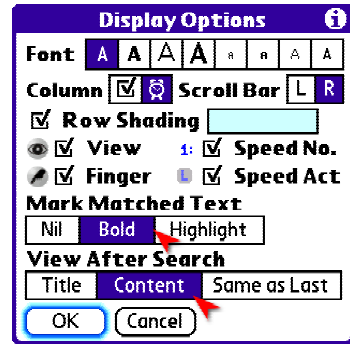 Display Options i
Font A A A A a a A A
Column Scroll Bar L R
Row Shading
View 1: Speed No.
Finger L Speed Act
Mark Matched Text
Nil Bold Highlight
View After Search
Title Content Same as Last
OK Cancel